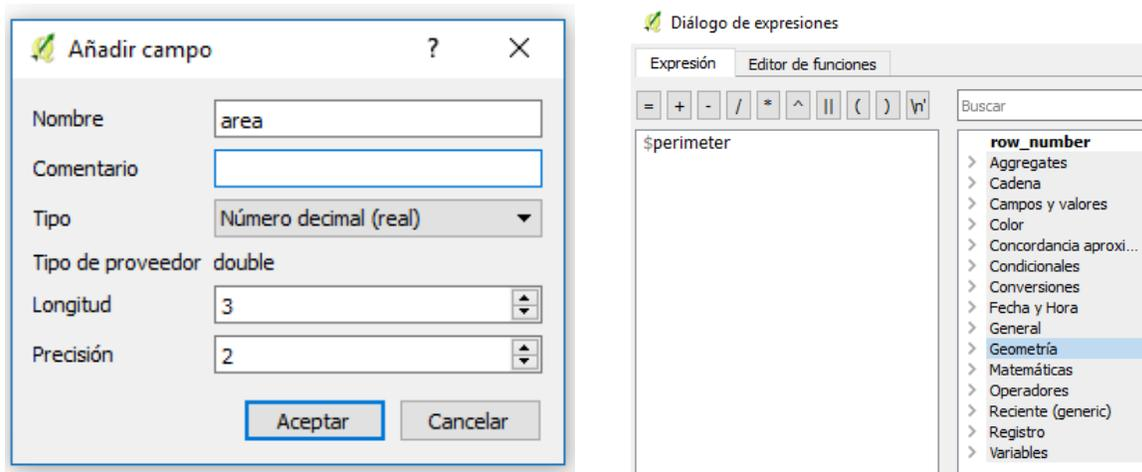 Añadir campo ? X
Nombre area
Comentario
Tipo Número decimal (real)
Tipo de proveedor double
Longitud 3
Precisión 2
Aceptar Cancelar
Diálogo de expresiones
Expresión Editor de funciones
= + - / * ^ || ( ) \n'
Buscar
$perimeter
row_number
Aggregates
Cadena
Campos y valores
Color
Concordancia aproxi...
Condicionales
Conversiones
Fecha y Hora
General
Geometría
Matemáticas
Operadores
Reciente (generic)
Registro
Variables